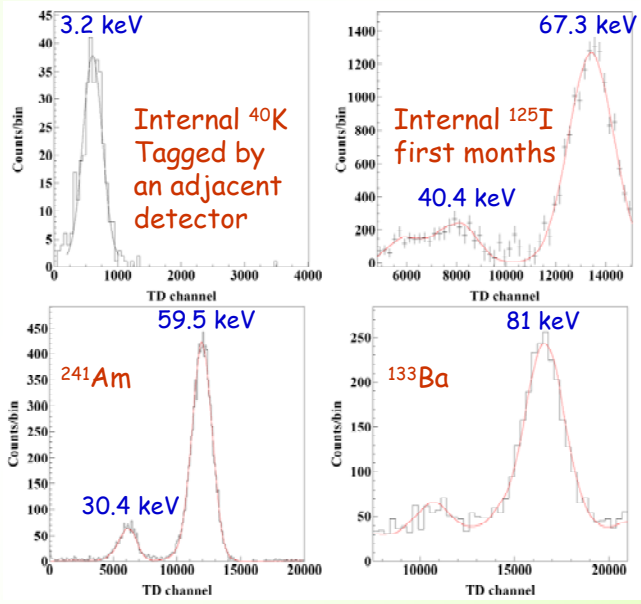 3.2 keV
45
40
35
30
25
20
15
10
5
0
Counts/bin
Internal ⁴⁰K
Tagged by
an adjacent
detector
0 1000 2000 3000 4000
TD channel
67.3 keV
1400
1200
1000
800
600
400
200
0
Counts/bin
Internal ¹²⁵I
first months
40.4 keV
6000 8000 10000 12000 14000
TD channel
59.5 keV
450
400
350
300
250
200
150
100
50
0
Counts/bin
²⁴¹Am
30.4 keV
0 5000 10000 15000 20000
TD channel
81 keV
250
200
150
100
50
0
Counts/bin
¹³³Ba
10000 15000 20000
TD channel